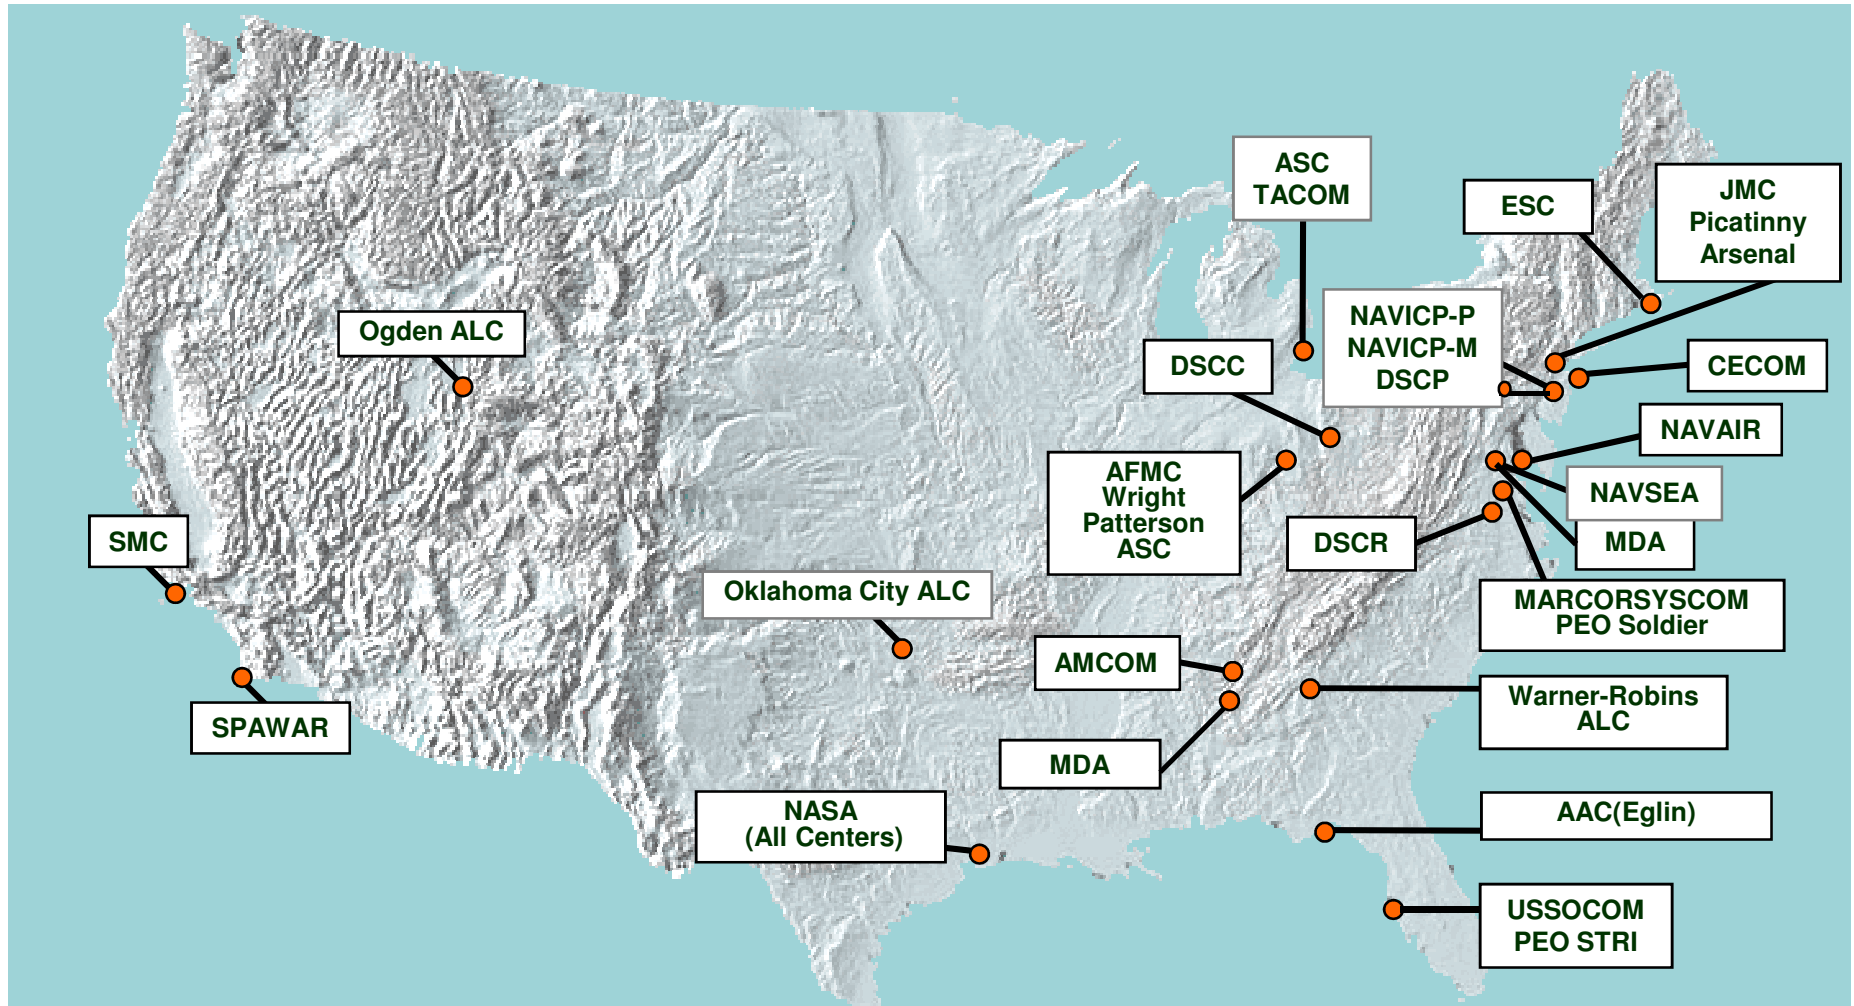 ASC
TACOM
ESC
JMC
Picatinny
Arsenal
Ogden ALC
NAVICP-P
NAVICP-M
DSCP
DSCC
CECOM
NAVAIR
AFMC
Wright
Patterson
ASC
NAVSEA
SMC
DSCR
MDA
Oklahoma City ALC
MARCORSYSCOM
PEO Soldier
AMCOM
Warner-Robins
ALC
SPAWAR
MDA
NASA
(All Centers)
AAC(Eglin)
USSOCOM
PEO STRI